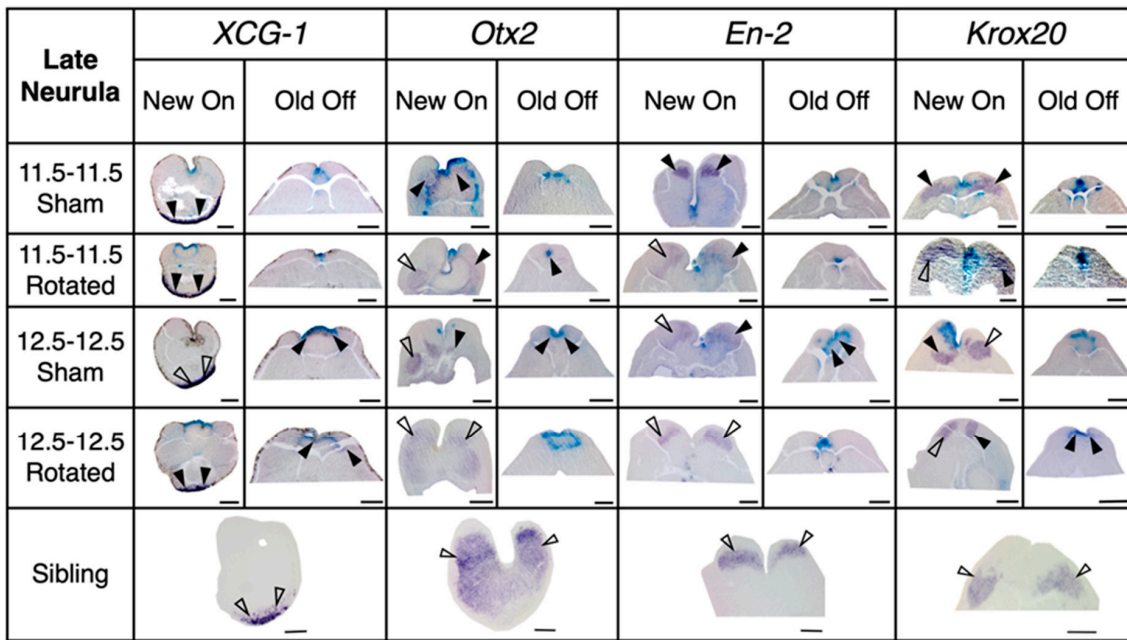 Late
Neurula
XCG-1
Otx2
En-2
Krox20
New On
Old Off
New On
Old Off
New On
Old Off
New On
Old Off
11.5-11.5
Sham
11.5-11.5
Rotated
12.5-12.5
Sham
12.5-12.5
Rotated
Sibling